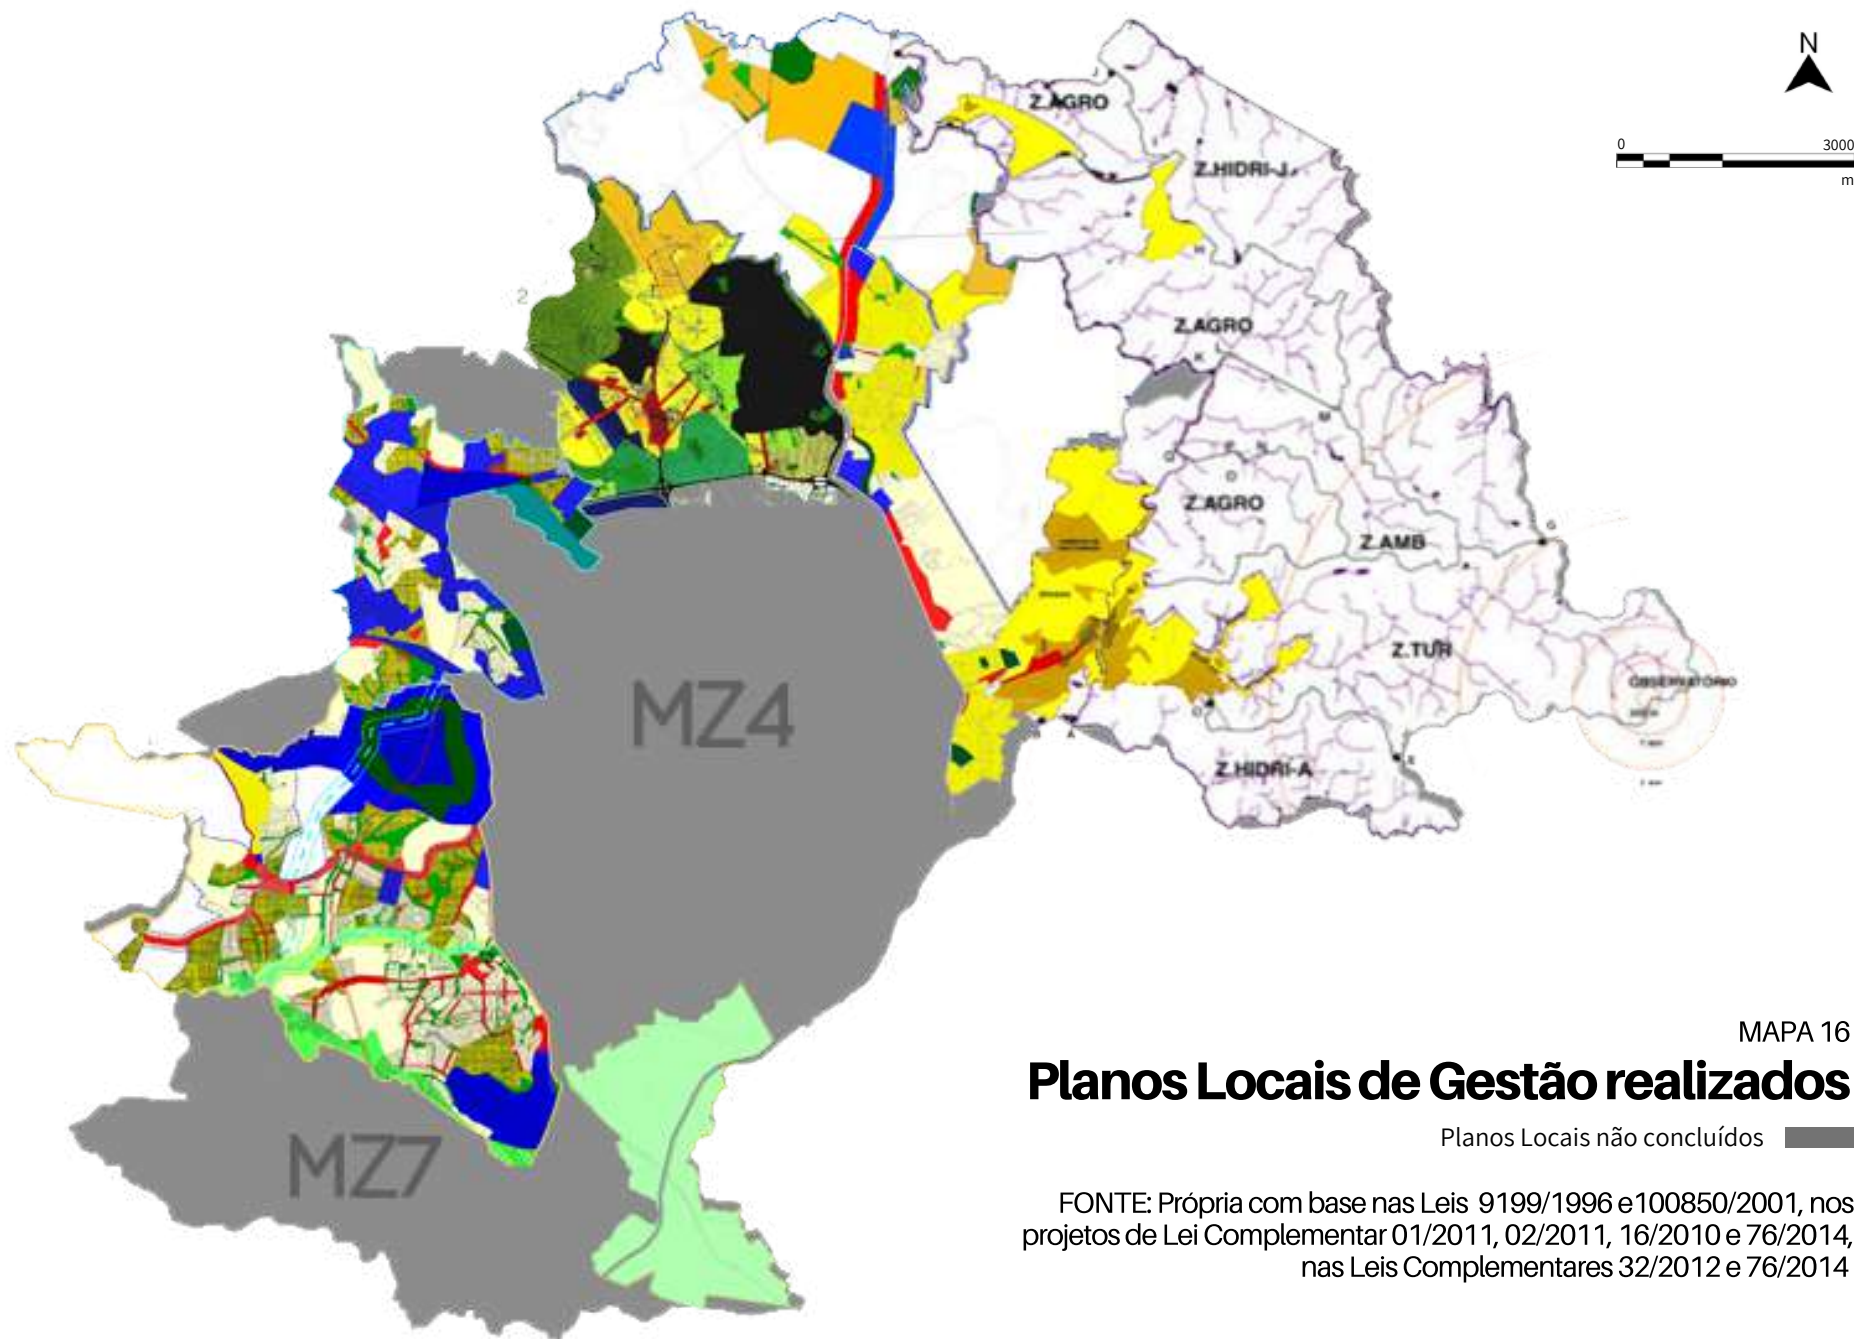 N
0 3000
m
Z.AGRO
Z.HIDRI-J
2
Z.AGRO
K
M
Z.AGRO
Z.AMB
G
Z.TUR
OBSERVATÓRIO
MZ4
Z.HIDRI-A
MAPA 16
Planos Locais de Gestão realizados
Planos Locais não concluídos
MZ7
FONTE: Própria com base nas Leis 9199/1996 e100850/2001, nos
projetos de Lei Complementar 01/2011, 02/2011, 16/2010 e 76/2014,
nas Leis Complementares 32/2012 e 76/2014